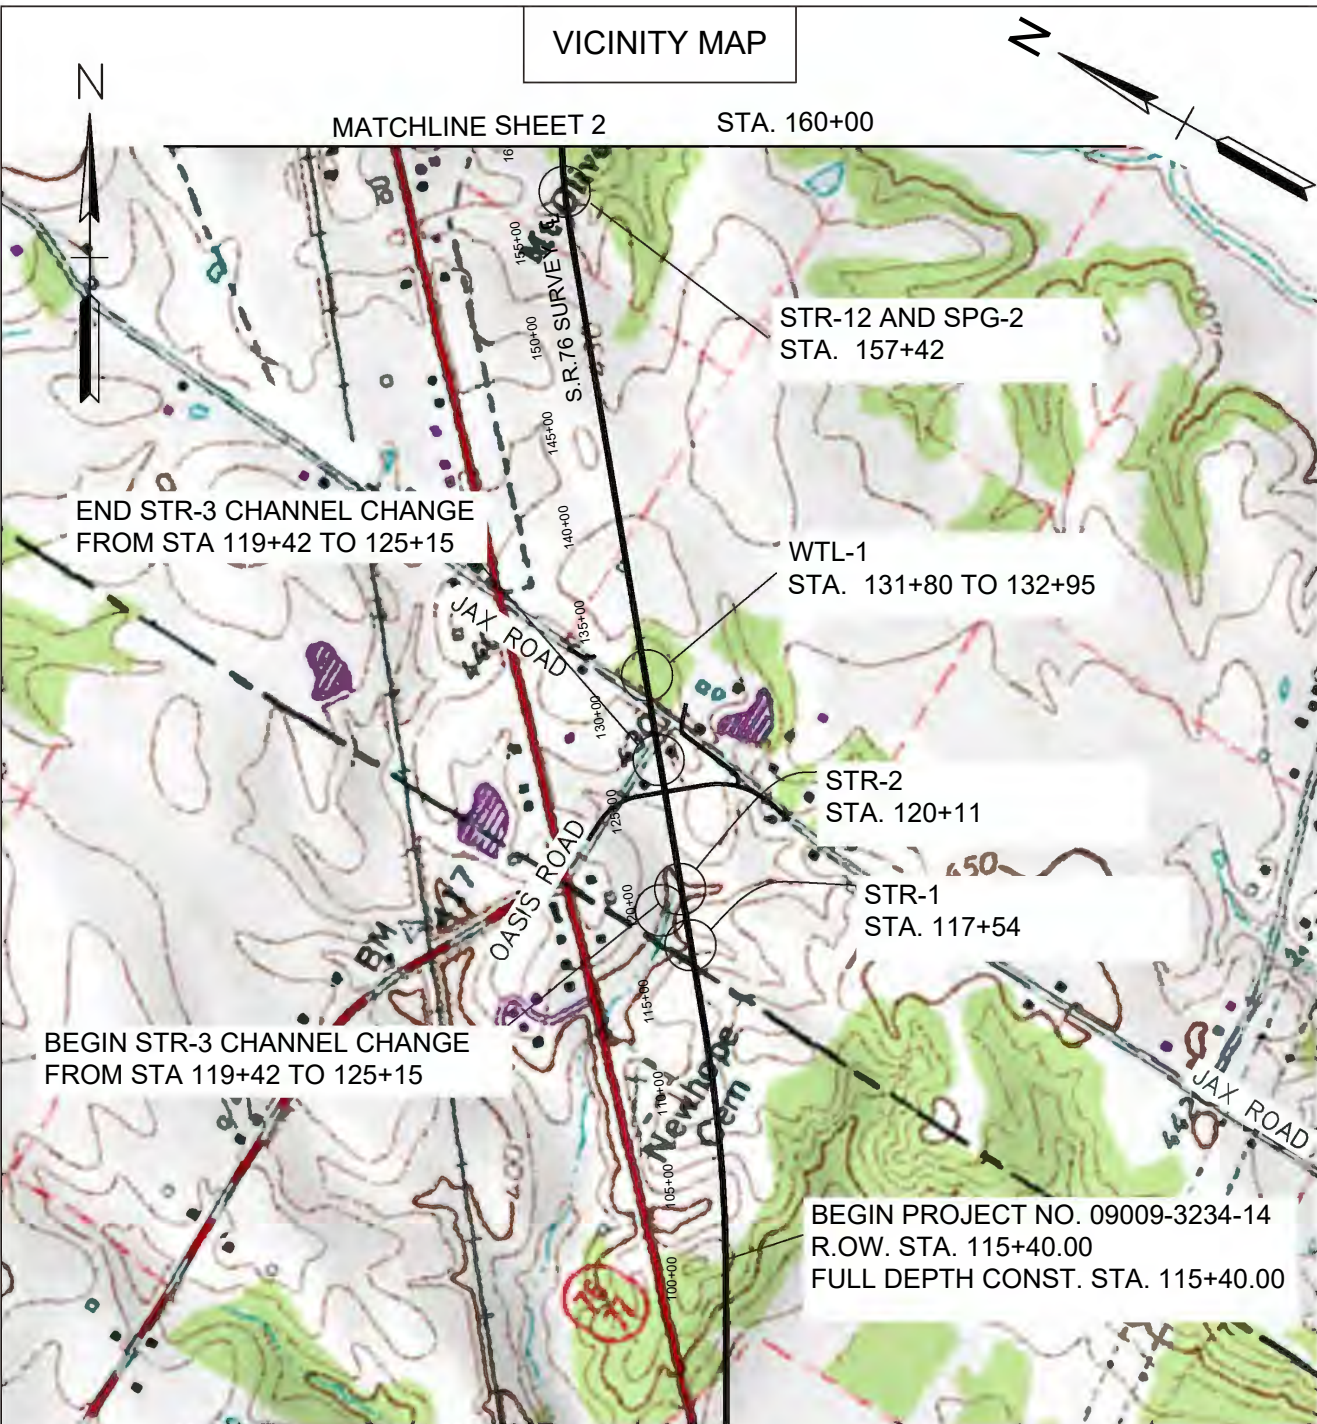 VICINITY MAP
N
N
MATCHLINE SHEET 2
STA. 160+00
S.R.76 SURVEY ℄
155+00
150+00
145+00
140+00
135+00
130+00
125+00
20+00
115+00
110+00
105+00
100+00
STR-12 AND SPG-2
STA. 157+42
END STR-3 CHANNEL CHANGE
FROM STA 119+42 TO 125+15
WTL-1
STA. 131+80 TO 132+95
JAX ROAD
STR-2
STA. 120+11
450
OASIS ROAD
BM
STR-1
STA. 117+54
BEGIN STR-3 CHANNEL CHANGE
FROM STA 119+42 TO 125+15
Newhope
Cem
JAX ROAD
442
400
BEGIN PROJECT NO. 09009-3234-14
R.OW. STA. 115+40.00
FULL DEPTH CONST. STA. 115+40.00
76
77